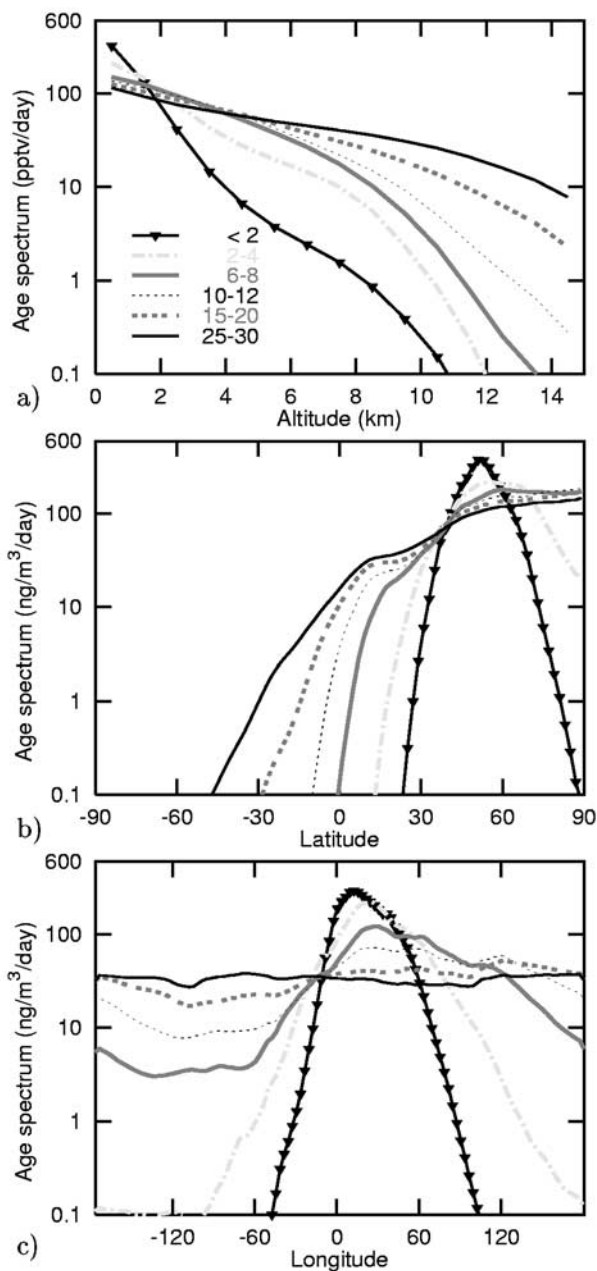 600
100
10
1
0.1
Age spectrum (pptv/day)
< 2
2-4
6-8
10-12
15-20
25-30
0 2 4 6 8 10 12 14
a)
Altitude (km)
600
100
10
1
0.1
Age spectrum (ng/m³/day)
-90 -60 -30 0 30 60 90
b)
Latitude
600
100
10
1
0.1
Age spectrum (ng/m³/day)
-120 -60 0 60 120
c)
Longitude